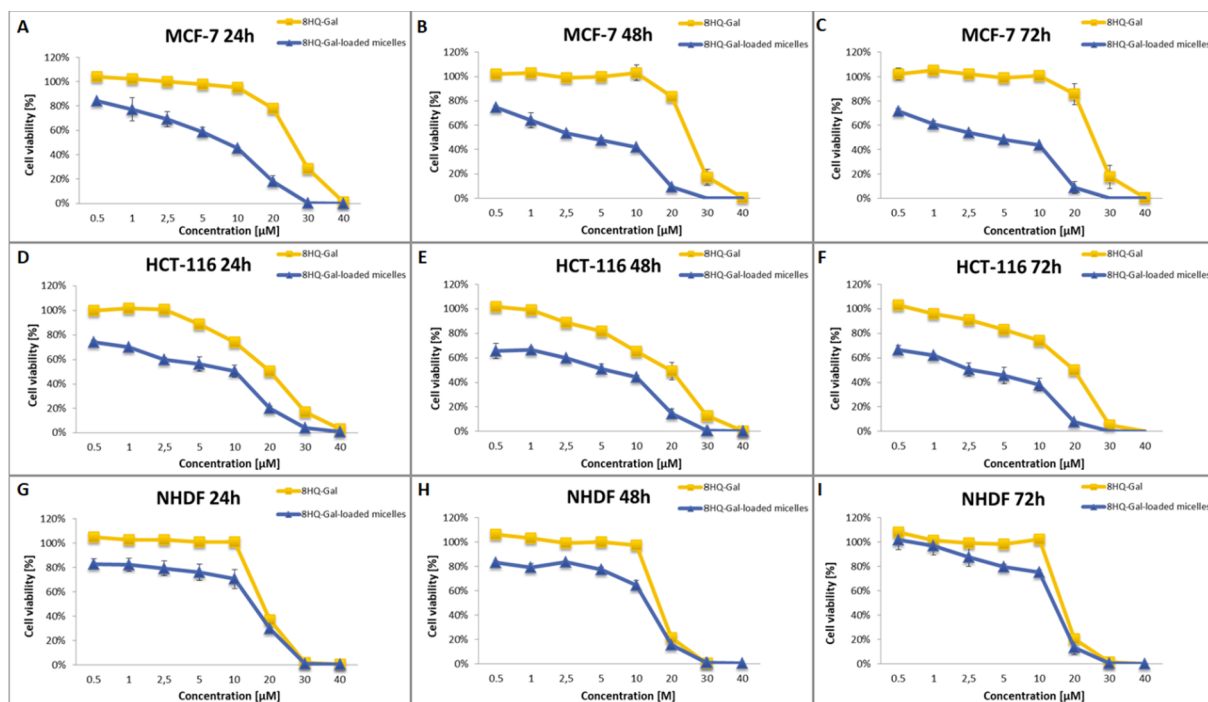 A
MCF-7 24h
8HQ-Gal
8HQ-Gal-loaded micelles
Cell viability [%]
120%
100%
80%
60%
40%
20%
0%
0.5 1 2,5 5 10 20 30 40
Concentration [µM]
B
MCF-7 48h
8HQ-Gal
8HQ-Gal-loaded micelles
Cell viability [%]
120%
100%
80%
60%
40%
20%
0%
0.5 1 2,5 5 10 20 30 40
Concentration [µM]
C
MCF-7 72h
8HQ-Gal
8HQ-Gal-loaded micelles
Cell viability [%]
120%
100%
80%
60%
40%
20%
0%
0.5 1 2,5 5 10 20 30 40
Concentration [µM]
D
HCT-116 24h
8HQ-Gal
8HQ-Gal-loaded micelles
Cell viability [%]
120%
100%
80%
60%
40%
20%
0%
0.5 1 2,5 5 10 20 30 40
Concentration [µM]
E
HCT-116 48h
8HQ-Gal
8HQ-Gal-loaded micelles
Cell viability [%]
120%
100%
80%
60%
40%
20%
0%
0.5 1 2,5 5 10 20 30 40
Concentration [µM]
F
HCT-116 72h
8HQ-Gal
8HQ-Gal-loaded micelles
Cell viability [%]
120%
100%
80%
60%
40%
20%
0%
0.5 1 2,5 5 10 20 30 40
Concentration [µM]
G
NHDF 24h
8HQ-Gal
8HQ-Gal-loaded micelles
Cell viability [%]
120%
100%
80%
60%
40%
20%
0%
0.5 1 2,5 5 10 20 30 40
Concentration [µM]
H
NHDF 48h
8HQ-Gal
8HQ-Gal-loaded micelles
Cell viability [%]
120%
100%
80%
60%
40%
20%
0%
0.5 1 2,5 5 10 20 30 40
Concentration [M]
I
NHDF 72h
8HQ-Gal
8HQ-Gal-loaded micelles
Cell viability [%]
120%
100%
80%
60%
40%
20%
0%
0.5 1 2,5 5 10 20 30 40
Concentration [µM]